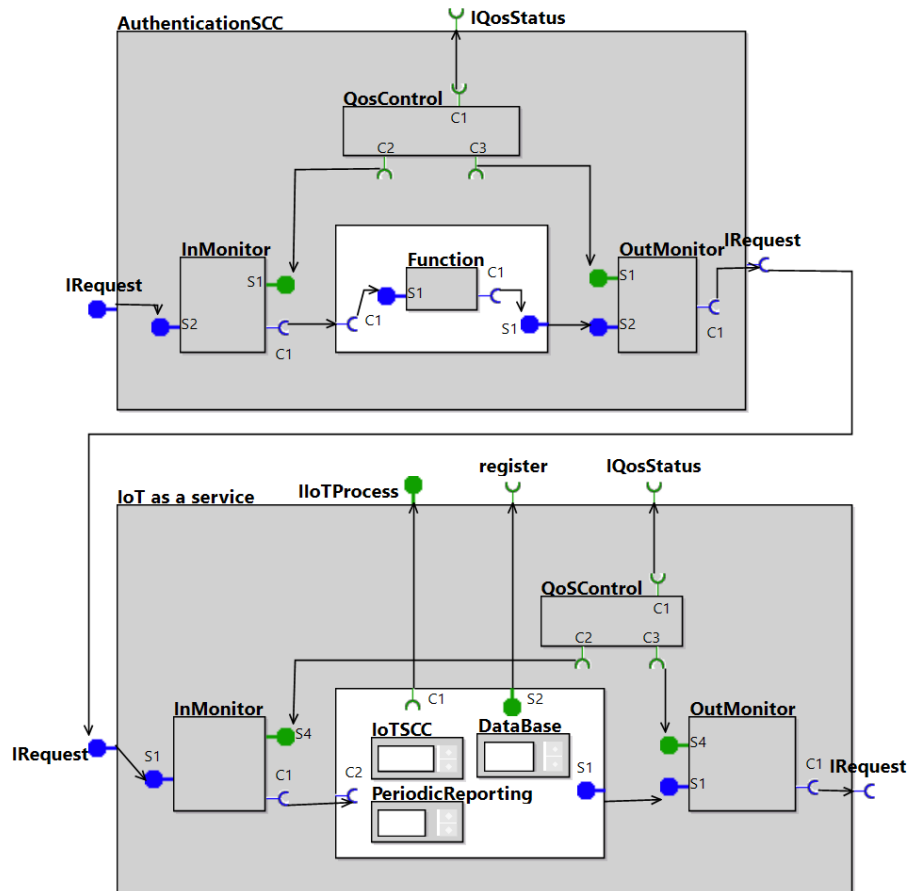 IQosStatus
AuthenticationSCC
QosControl
C1
C2
C3
InMonitor
OutMonitor
IRequest
Function
C1
S1
S1
S1
IRequest
S2
C1
C1
S1
S2
C1
register
IQosStatus
IIoTProcess
IoT as a service
QoSControl
C1
C2
C3
InMonitor
C1
S2
OutMonitor
IoTSCC
DataBase
S4
S4
IRequest
S1
C1
C2
S1
S1
C1
IRequest
PeriodicReporting